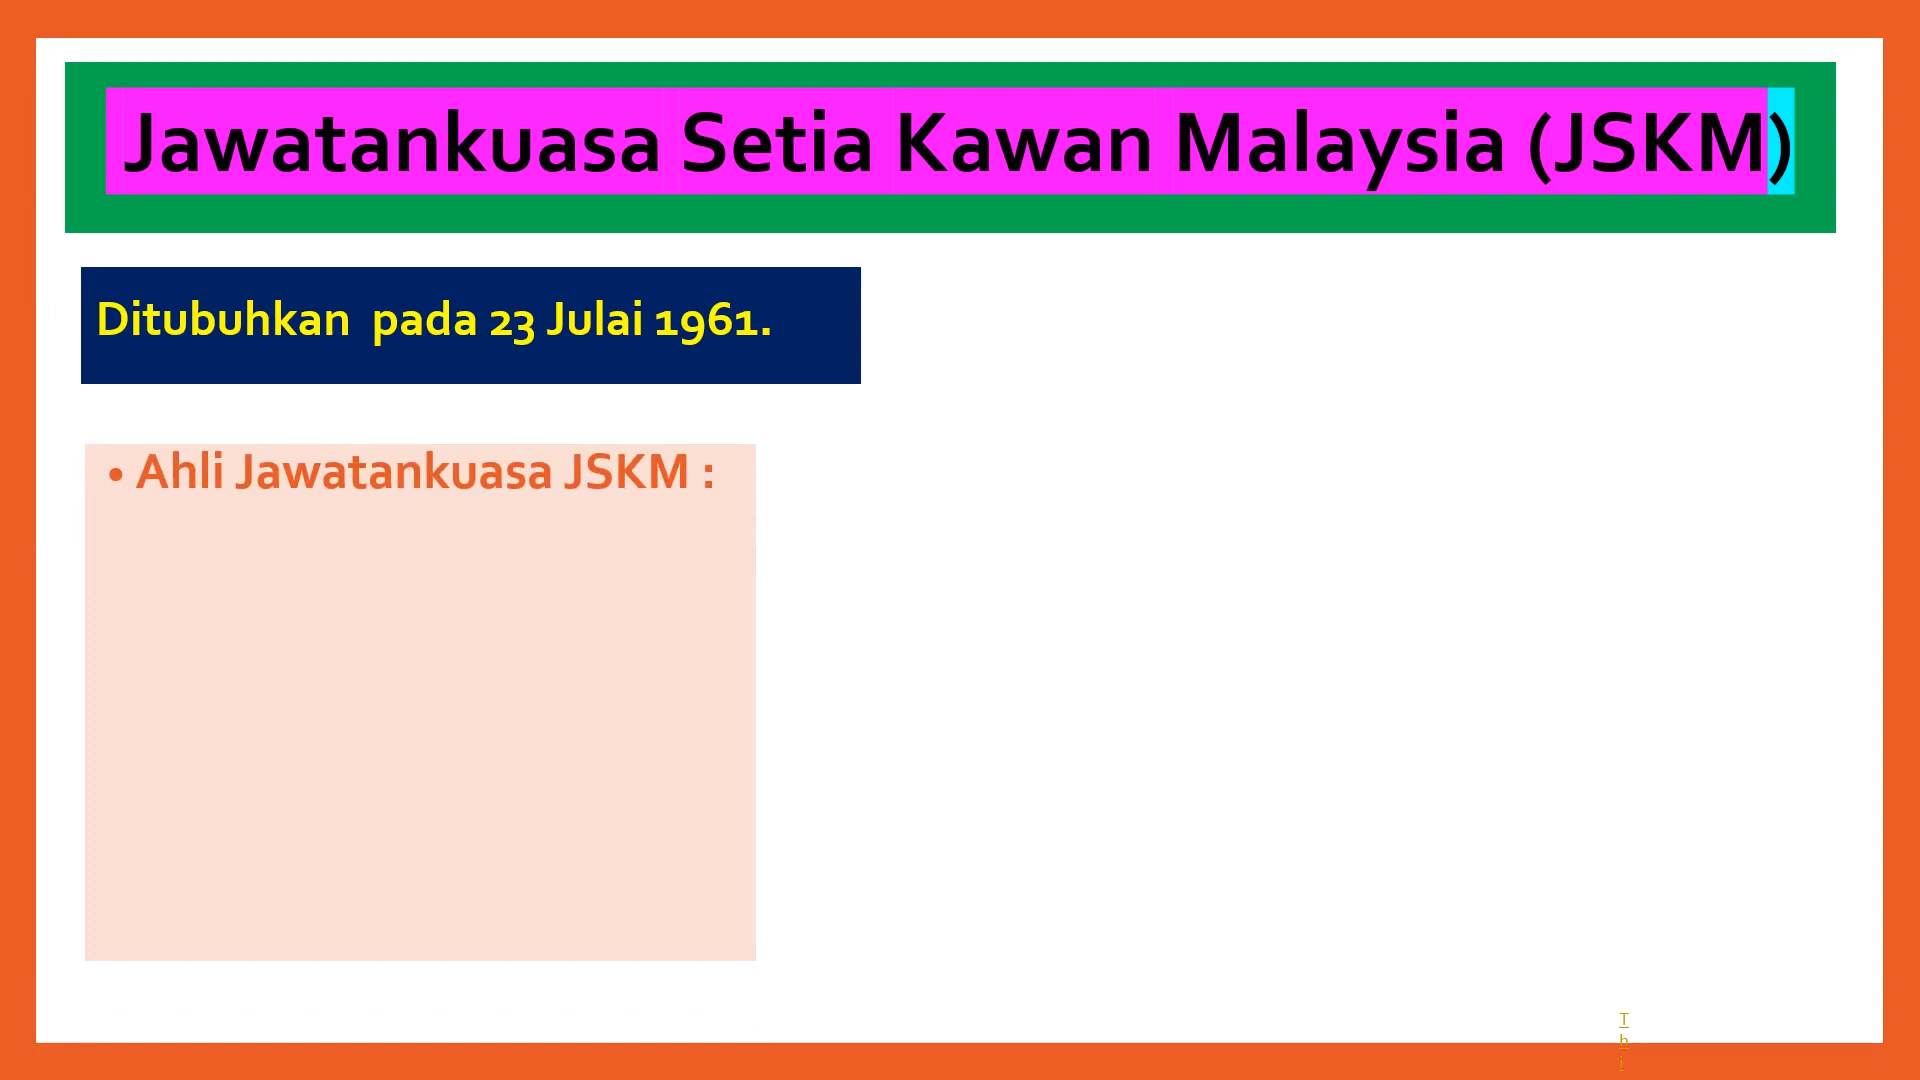 Jawatankuasa Setia Kawan Malaysia (JSKM)
Ditubuhkan  pada 23 Julai 1961.
• Ahli Jawatankuasa JSKM :
T
h
i